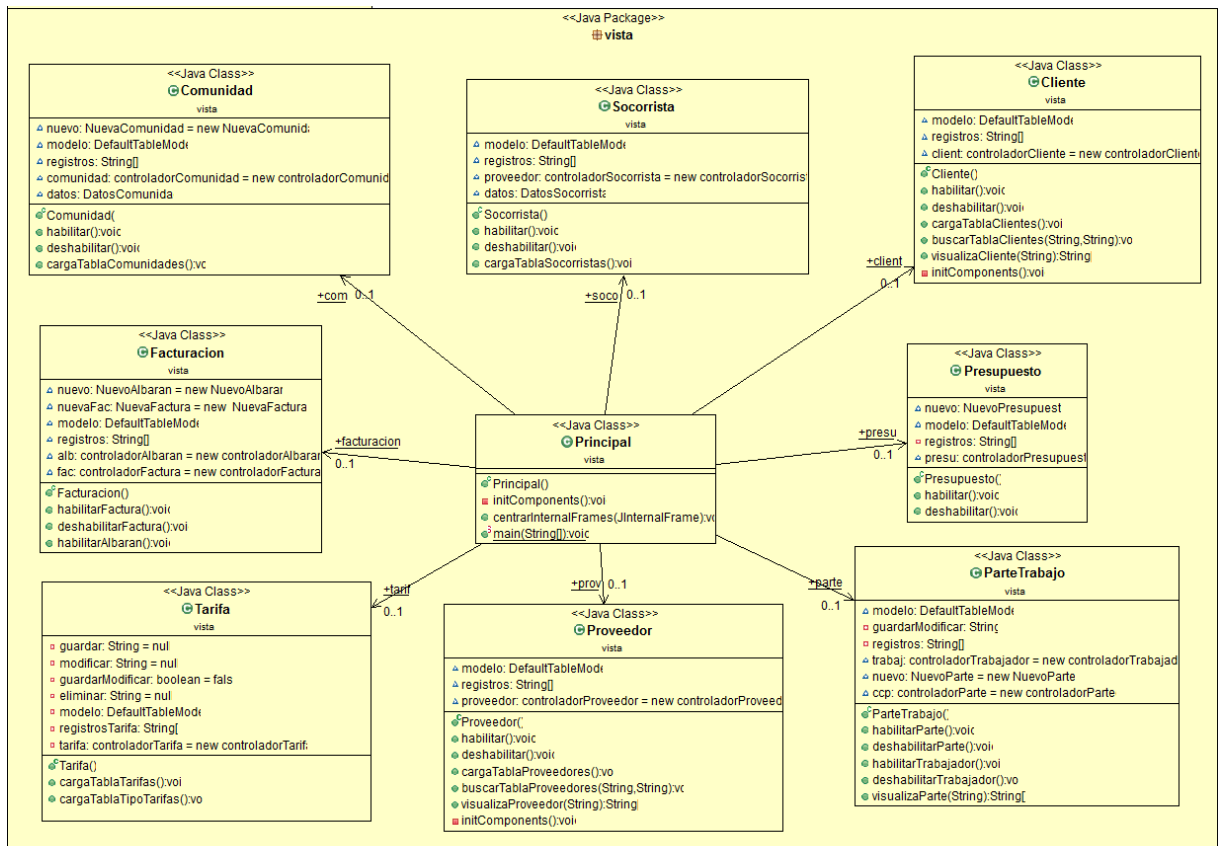 <<Java Package>>
vista
<<Java Class>>
Comunidad
vista
nuevo: NuevaComunidad = new NuevaComunid
modelo: DefaultTableMode
registros: String[]
comunidad: controladorComunidad = new controladorComunid
datos: DatosComunida
Comunidad(
habilitar():voic
deshabilitar():voi
cargaTablaComunidades():vc
<<Java Class>>
Socorrista
vista
modelo: DefaultTableMode
registros: String[]
proveedor: controladorSocorrista = new controladorSocorris
datos: DatosSocorrista
Socorrista()
habilitar():voic
deshabilitar():voi
cargaTablaSocorristas():voi
<<Java Class>>
Cliente
vista
modelo: DefaultTableMode
registros: String[]
client: controladorCliente = new controladorCliente
Cliente()
habilitar():voic
deshabilitar():voi
cargaTablaClientes():voi
buscarTablaClientes(String,String):vo
visualizaCliente(String):String
initComponents():voi
+com 0..1
+soco 0..1
+client
0..1
<<Java Class>>
Facturacion
vista
nuevo: NuevoAlbaran = new NuevoAlbarar
nuevaFac: NuevaFactura = new NuevaFactura
modelo: DefaultTableMode
registros: String[]
alb: controladorAlbaran = new controladorAlbarar
fac: controladorFactura = new controladorFactura
Facturacion()
habilitarFactura():voic
deshabilitarFactura():voi
habilitarAlbaran():voic
+facturacion
0..1
<<Java Class>>
Principal
vista
Principal()
initComponents():voi
centrarInternalFrames(JInternalFrame):vc
main(String[]):voic
+presu
0..1
<<Java Class>>
Presupuesto
vista
nuevo: NuevoPresupuest
modelo: DefaultTableMode
registros: String[]
presu: controladorPresupuest
Presupuesto(
habilitar():voic
deshabilitar():voic
+tarif
0..1
+prov 0..1
+parte
0..1
<<Java Class>>
Tarifa
vista
guardar: String = nul
modificar: String = nul
guardarModificar: boolean = fals
eliminar: String = nul
modelo: DefaultTableMode
registrosTarifa: String[
tarifa: controladorTarifa = new controladorTarif
Tarifa()
cargaTablaTarifas():voi
cargaTablaTipoTarifas():vo
<<Java Class>>
Proveedor
vista
modelo: DefaultTableMode
registros: String[]
proveedor: controladorProveedor = new controladorProveed
Proveedor(
habilitar():voic
deshabilitar():voi
cargaTablaProveedores():vo
buscarTablaProveedores(String,String):vc
visualizaProveedor(String):String
initComponents():voi
<<Java Class>>
ParteTrabajo
vista
modelo: DefaultTableMode
guardarModificar: String
registros: String[]
trabaj: controladorTrabajador = new controladorTrabajad
nuevo: NuevoParte = new NuevoParte
ccp: controladorParte = new controladorParte
ParteTrabajo(
habilitarParte():voic
deshabilitarParte():voi
habilitarTrabajador():voi
deshabilitarTrabajador():vo
visualizaParte(String):String[